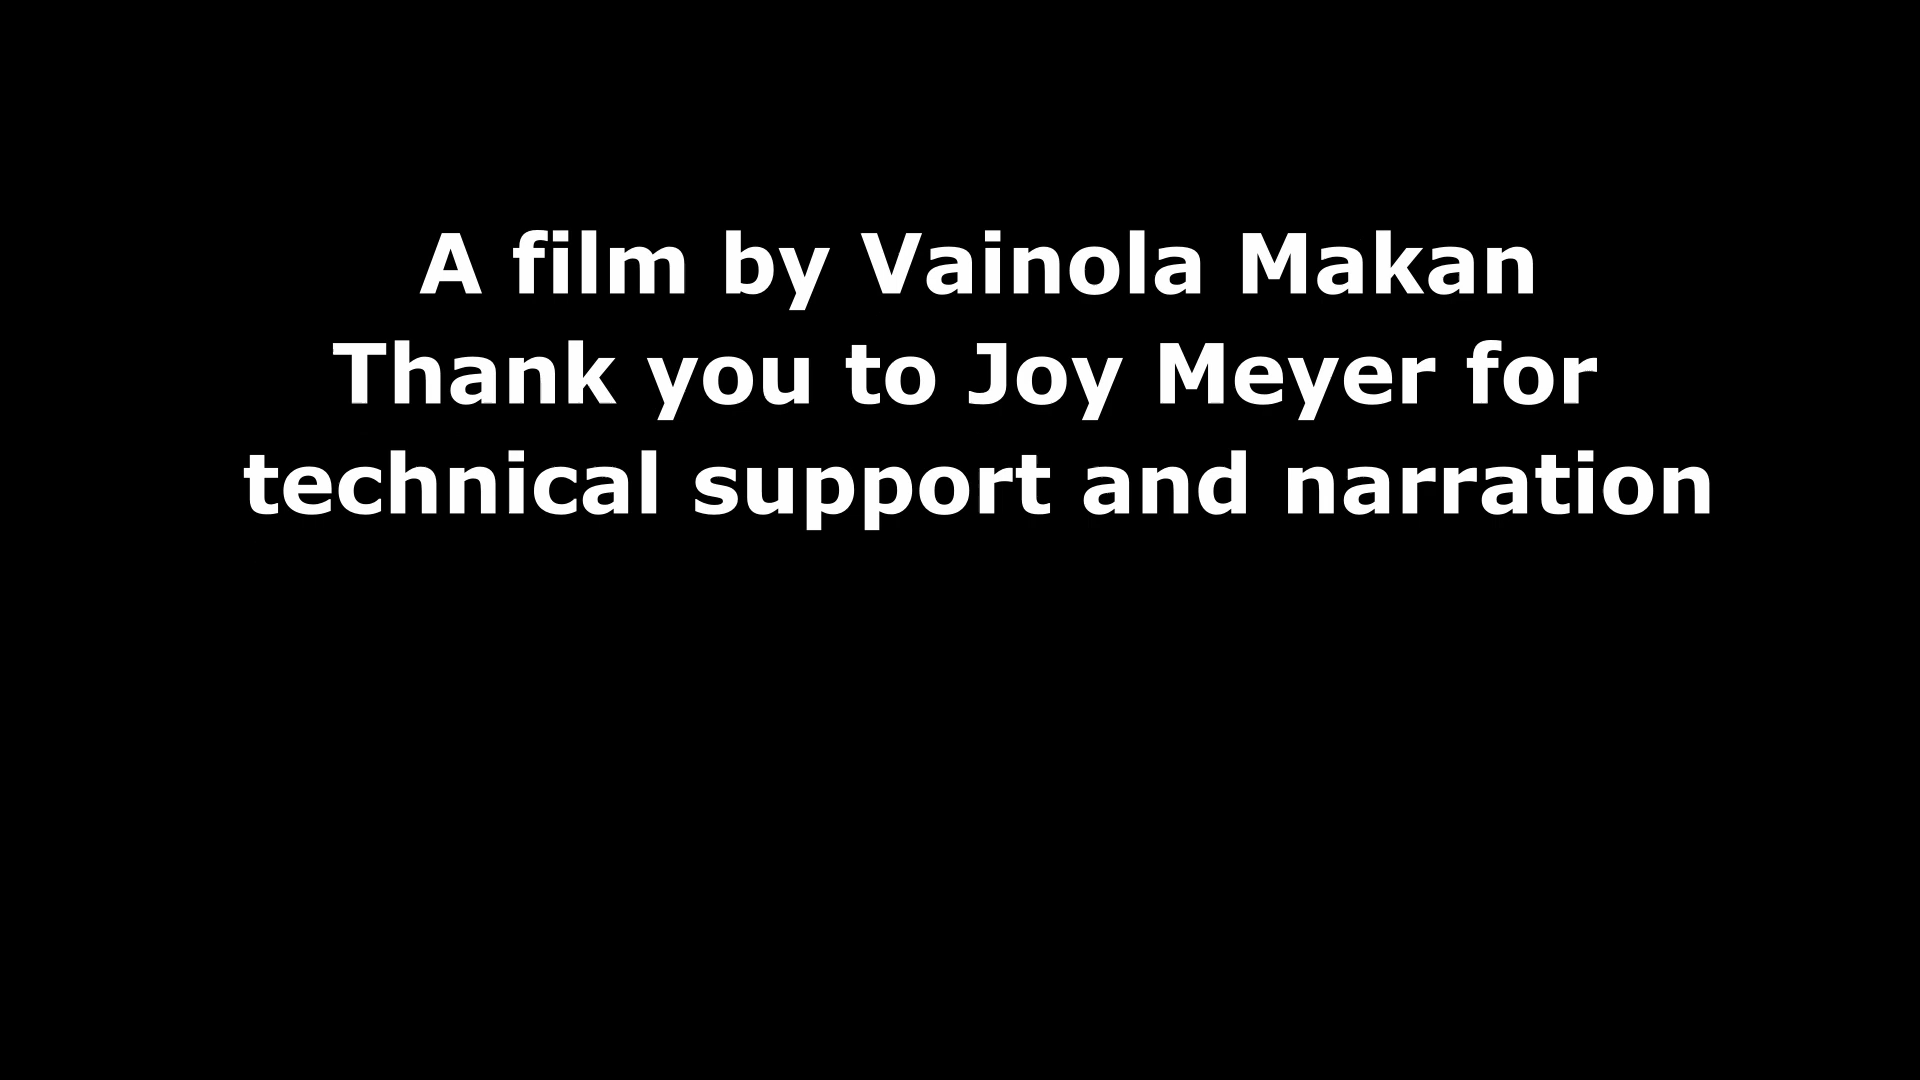 A film by Vainola Makan
Thank you to Joy Meyer for
technical support and narration